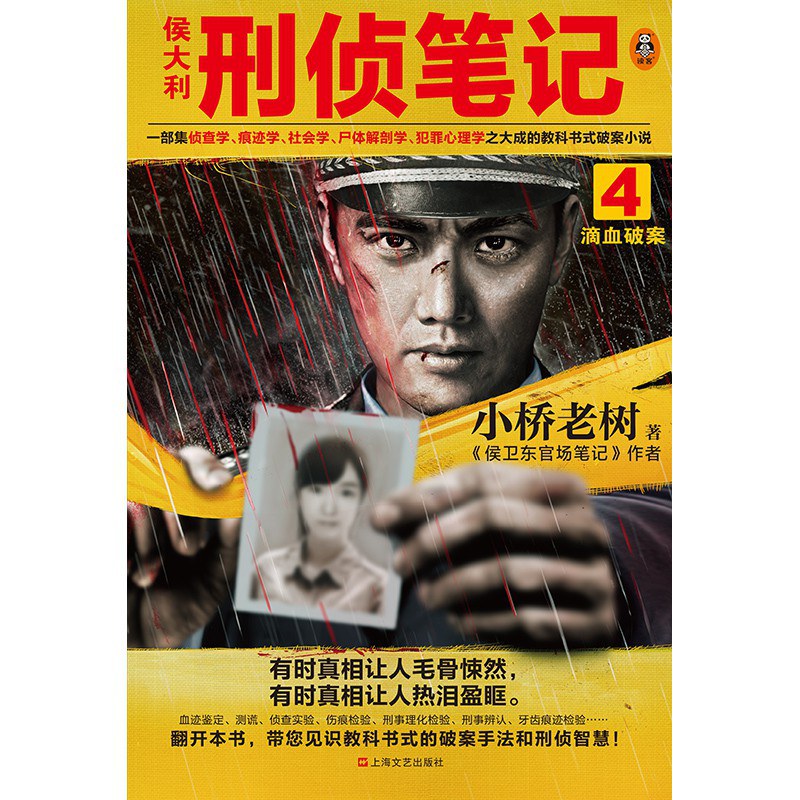 侯大利
刑侦笔记
读客
一部集侦查学、痕迹学、社会学、尸体解剖学、犯罪心理学之大成的教科书式破案小说
4
滴血破案
小桥老树 著
《侯卫东官场笔记》作者
有时真相让人毛骨悚然，
有时真相让人热泪盈眶。
血迹鉴定、测谎、侦查实验、伤痕检验、刑事理化检验、刑事辨认、牙齿痕迹检验……
翻开本书，带您见识教科书式的破案手法和刑侦智慧！
上海文艺出版社